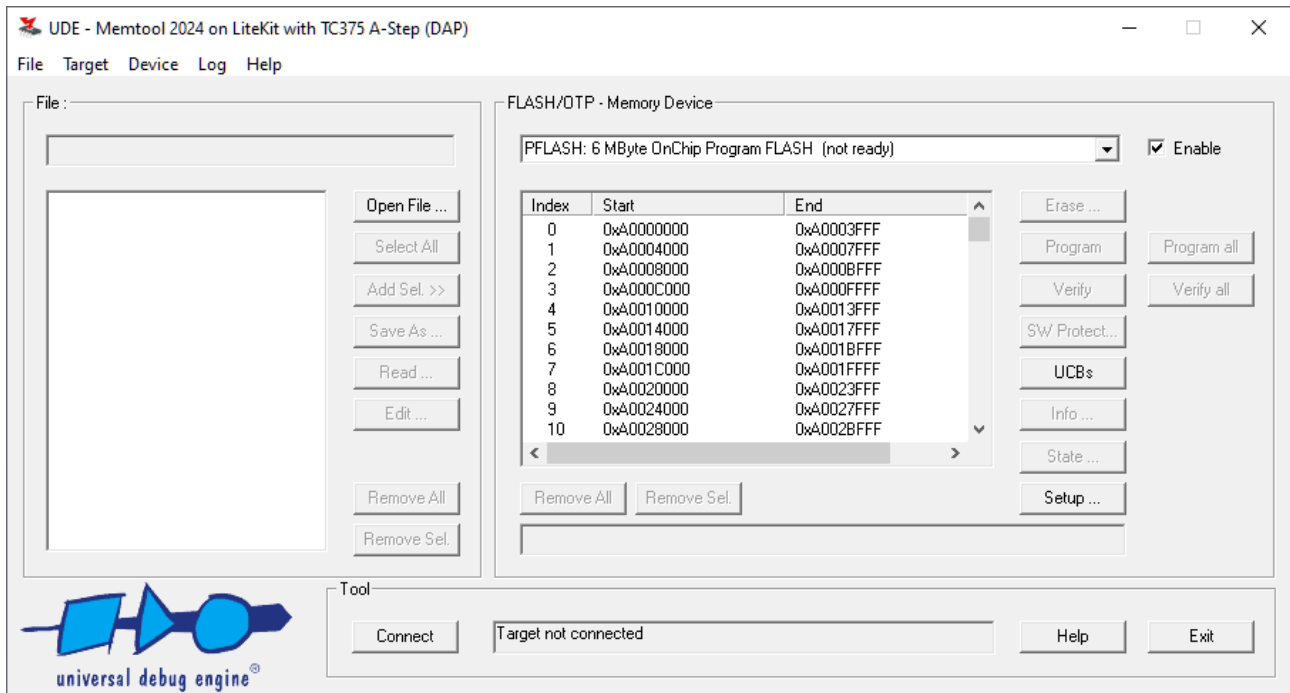 UDE - Memtool 2024 on LiteKit with TC375 A-Step (DAP)
File Target Device Log Help
File :
Open File ...
Select All
Add Sel. >>
Save As ...
Read ...
Edit ...
Remove All
Remove Sel.
FLASH/OTP - Memory Device
PFLASH: 6 MByte OnChip Program FLASH (not ready)
Enable
Index Start End
0 0xA0000000 0xA0003FFF
1 0xA0004000 0xA0007FFF
2 0xA0008000 0xA000BFFF
3 0xA000C000 0xA000FFFF
4 0xA0010000 0xA0013FFF
5 0xA0014000 0xA0017FFF
6 0xA0018000 0xA001BFFF
7 0xA001C000 0xA001FFFF
8 0xA0020000 0xA0023FFF
9 0xA0024000 0xA0027FFF
10 0xA0028000 0xA002BFFF
Remove All Remove Sel.
Erase ...
Program Program all
Verify Verify all
SW Protect...
UCBs
Info ...
State ...
Setup ...
universal debug engine®
Tool
Connect Target not connected Help Exit